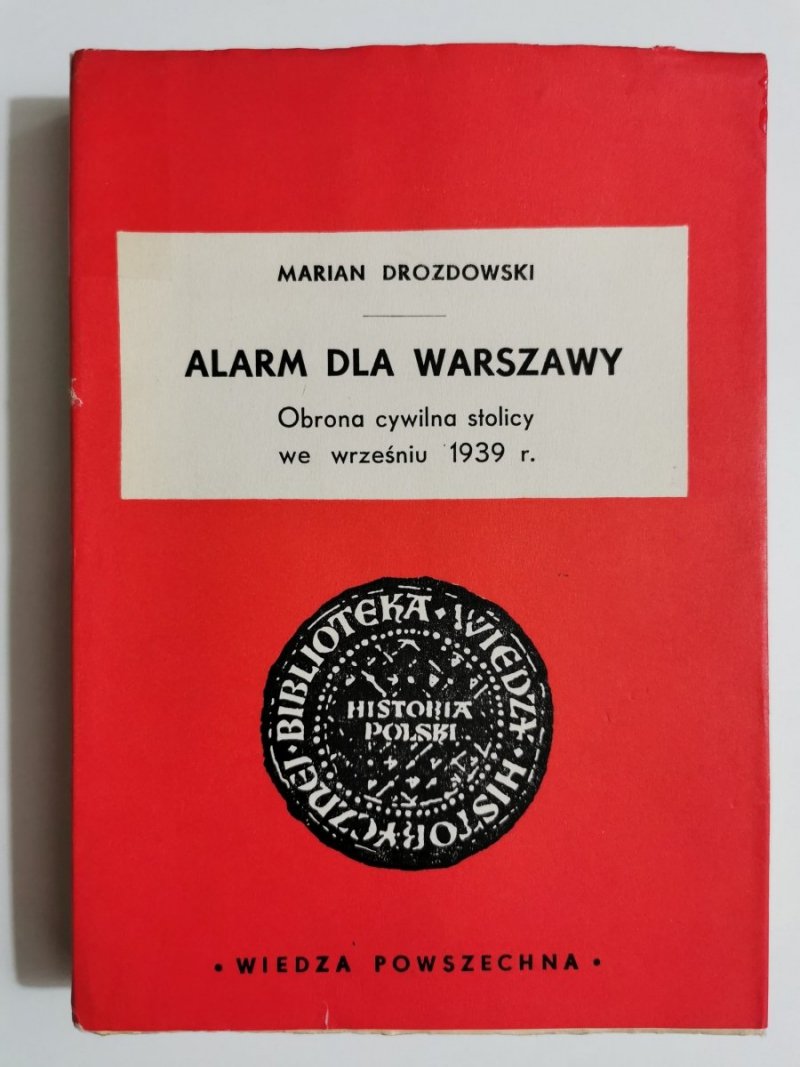 MARIAN DROZDOWSKI
ALARM DLA WARSZAWY
Obrona cywilna stolicy
we wrześniu 1939 r.
BIBLIOTEKA · WIEDZY · HISTORYCZNEJ ·
HISTORIA
POLSKI
• WIEDZA POWSZECHNA •